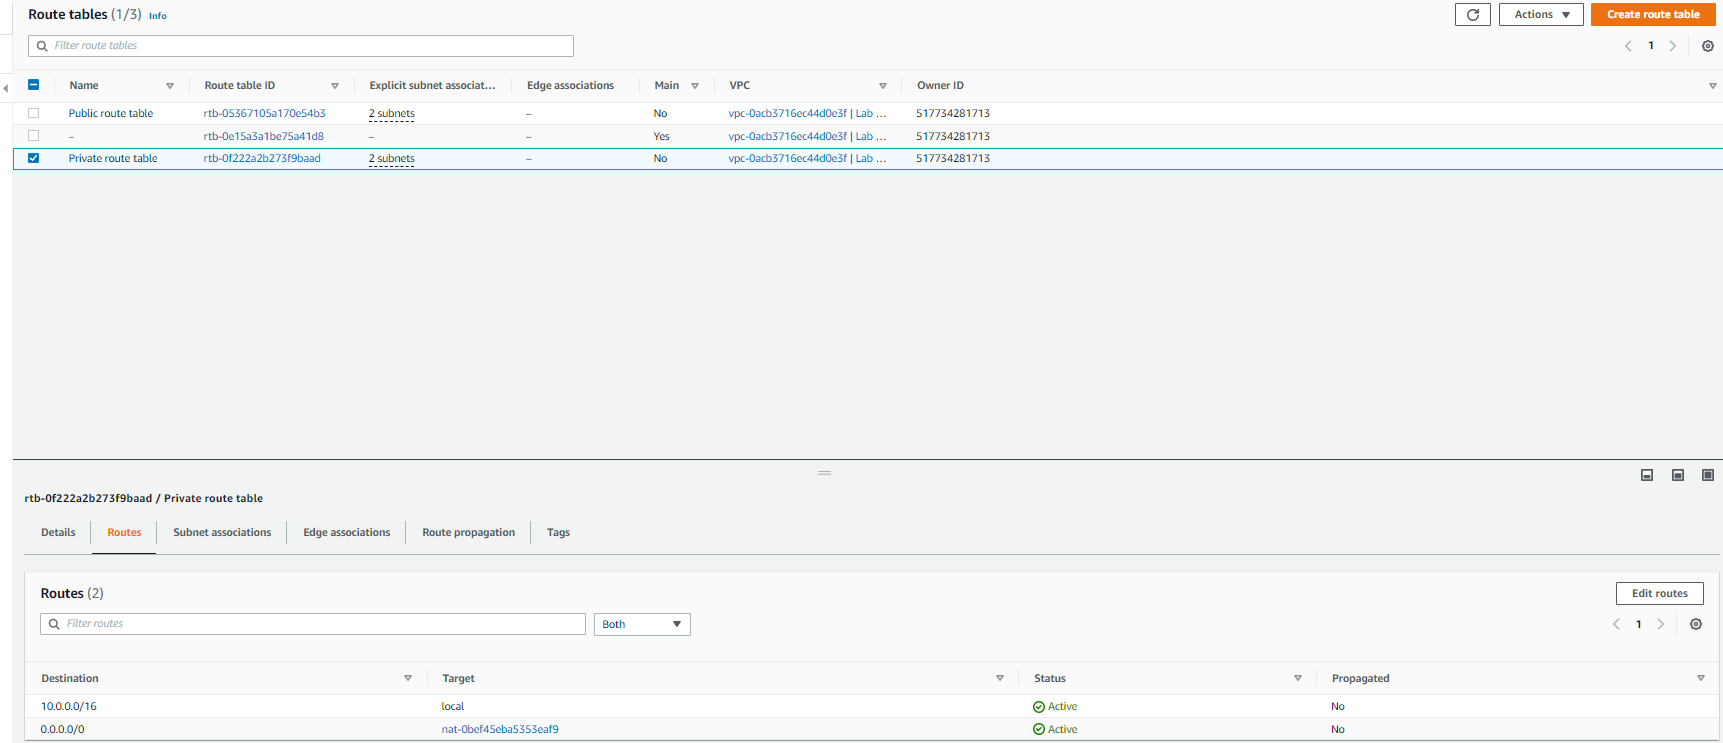 Route tables (1/3) Info
Actions
Create route table
Filter route tables
1
Name Route table ID Explicit subnet associat... Edge associations Main VPC Owner ID
Public route table rtb-05367105a170e54b3 2 subnets – No vpc-0acb3716ec44d0e3f | Lab ... 517734281713
– rtb-0e15a3a1be75a41d8 – – Yes vpc-0acb3716ec44d0e3f | Lab ... 517734281713
Private route table rtb-0f222a2b273f9baad 2 subnets – No vpc-0acb3716ec44d0e3f | Lab ... 517734281713
rtb-0f222a2b273f9baad / Private route table
Details Routes Subnet associations Edge associations Route propagation Tags
Routes (2)
Edit routes
Filter routes
Both
1
Destination Target Status Propagated
10.0.0.0/16 local Active No
0.0.0.0/0 nat-0bef45eba5353eaf9 Active No